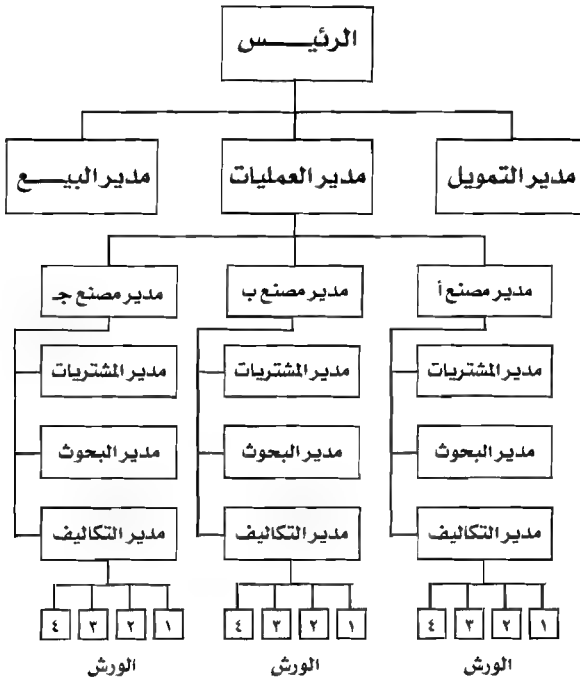 الرئيـــس
مدير التمويل
مدير العمليات
مدير البيـــع
مدير مصنع أ
مدير مصنع ب
مدير مصنع جـ
مدير المشتريات
مدير المشتريات
مدير المشتريات
مدير البحوث
مدير البحوث
مدير البحوث
مدير التكاليف
مدير التكاليف
مدير التكاليف
١ ٢ ٣ ٤
١ ٢ ٣ ٤
١ ٢ ٣ ٤
الورش
الورش
الورش